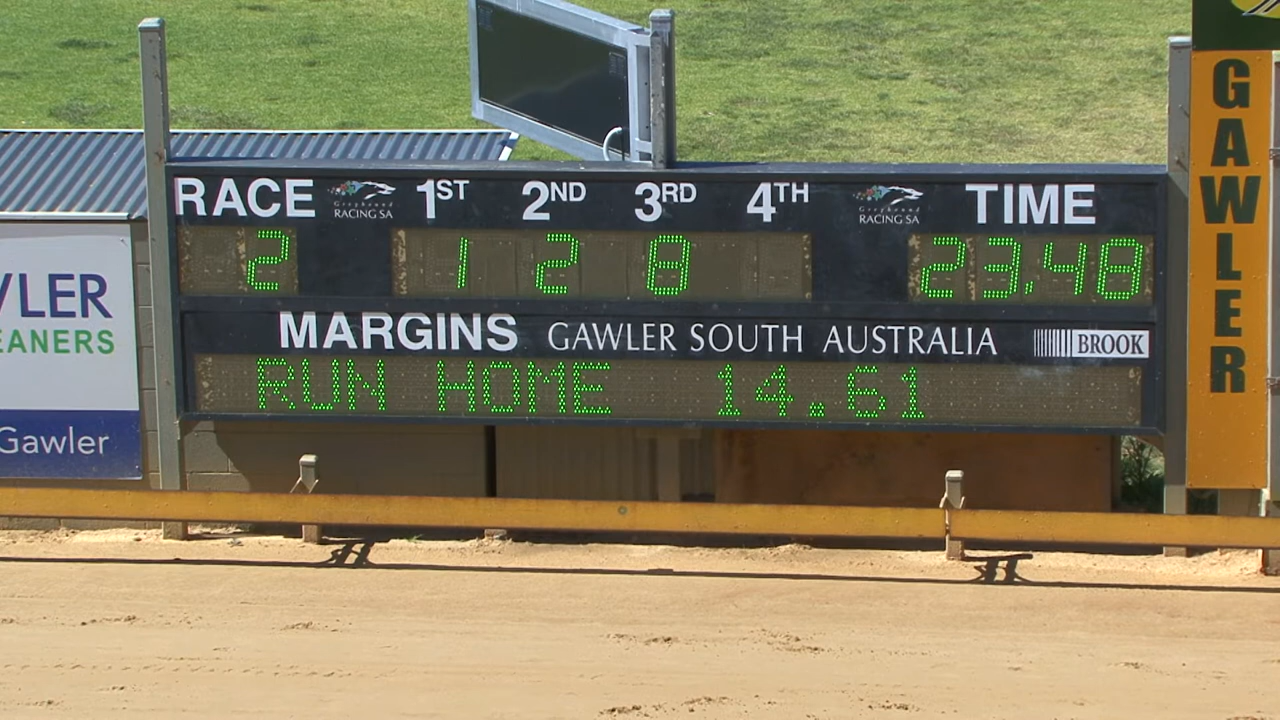 RACE 1ST 2ND 3RD 4TH TIME
Greyhound RACING SA
Greyhound RACING SA
2 1 2 8 23.48
MARGINS GAWLER SOUTH AUSTRALIA BROOK
RUN HOME 14.61
GAWLER
WLER
EANERS
Gawler